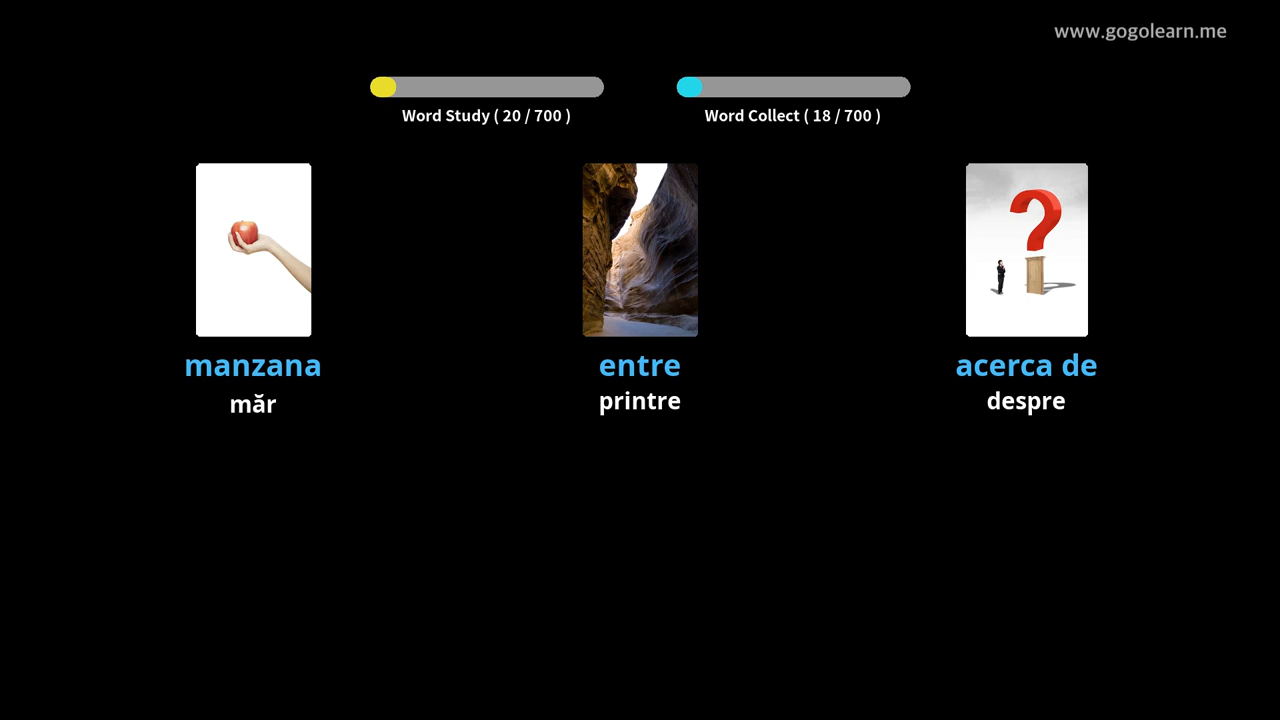 www.gogolearn.me
Word Study ( 20 / 700 )
Word Collect ( 18 / 700 )
manzana
măr
entre
printre
acerca de
despre